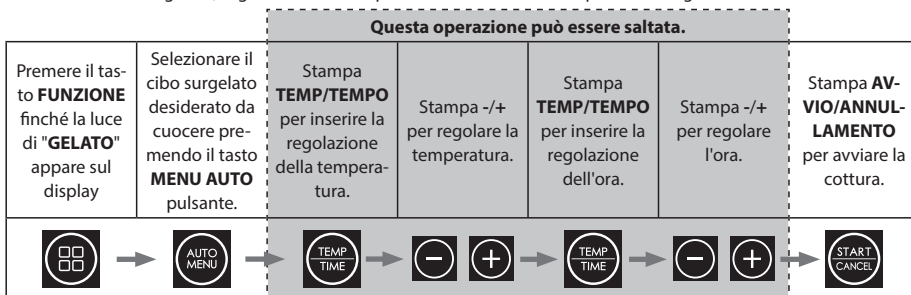 Questa operazione può essere saltata.
Premere il tas-
to FUNZIONE
finché la luce
di "GELATO"
appare sul
display
Selezionare il
cibo surgelato
desiderato da
cuocere pre-
mendo il tasto
MENU AUTO
pulsante.
Stampa
TEMP/TEMPO
per inserire la
regolazione
della tempera-
tura.
Stampa -/+
per regolare la
temperatura.
Stampa
TEMP/TEMPO
per inserire la
regolazione
dell'ora.
Stampa -/+
per regolare
l'ora.
Stampa AV-
VIO/ANNUL-
LAMENTO
per avviare la
cottura.
AUTO
MENU
TEMP
TIME
- +
TEMP
TIME
- +
START
CANCEL